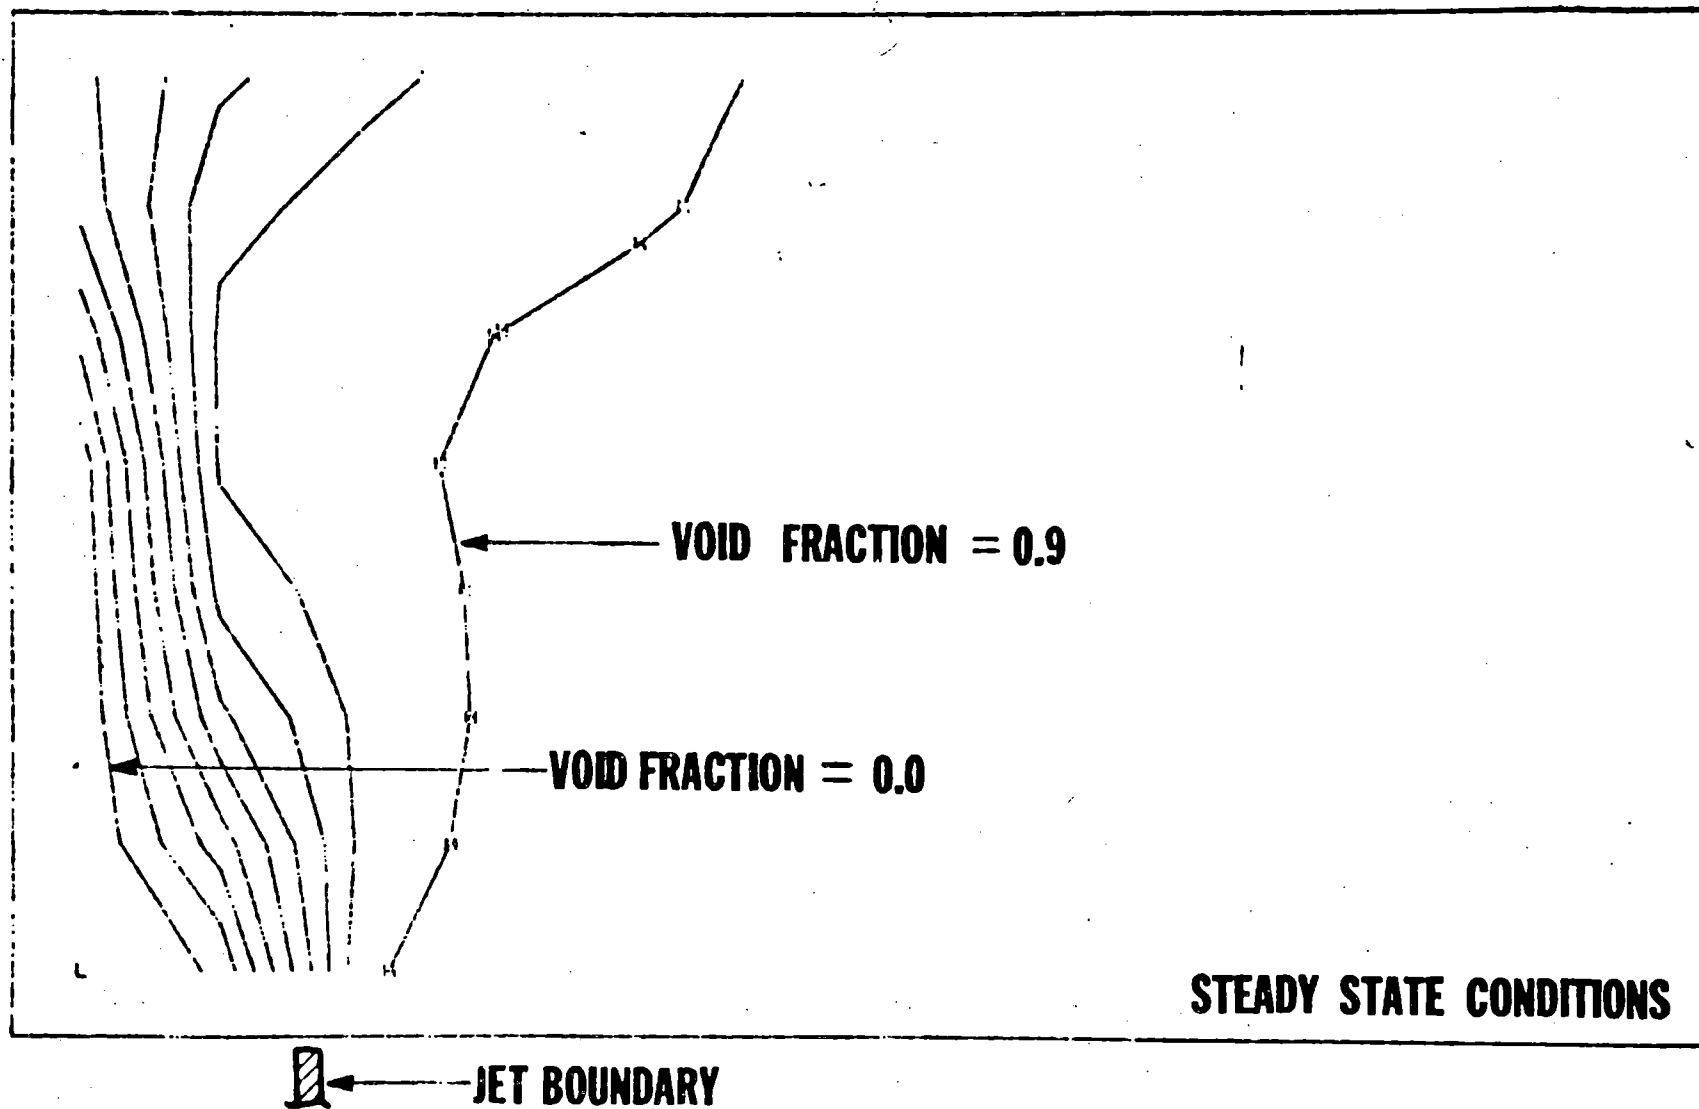 VOID FRACTION = 0.9
VOID FRACTION = 0.0
L
H
STEADY STATE CONDITIONS
JET BOUNDARY